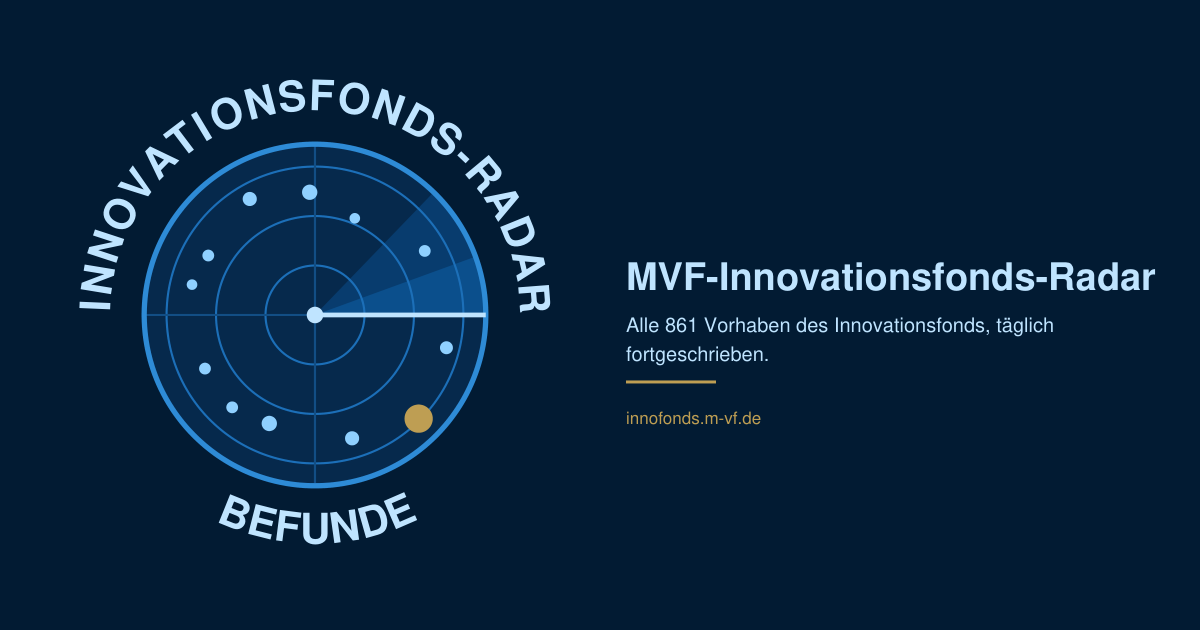 INNOVATIONSFONDS-RADAR
BEFUNDE
MVF-Innovationsfonds-Radar
Alle 861 Vorhaben des Innovationsfonds, täglich
fortgeschrieben.
innofonds.m-vf.de